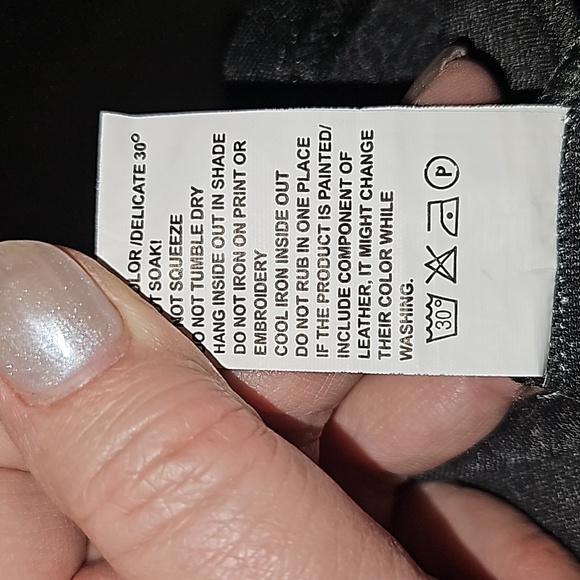 /DELICATE 30°
SOAK!
NOT SQUEEZE
DO NOT TUMBLE DRY
HANG INSIDE OUT IN SHADE
DO NOT IRON ON PRINT OR
EMBROIDERY
COOL IRON INSIDE OUT
DO NOT RUB IN ONE PLACE
IF THE PRODUCT IS PAINTED/
INCLUDE COMPONENT OF
LEATHER, IT MIGHT CHANGE
THEIR COLOR WHILE
WASHING.
30° P